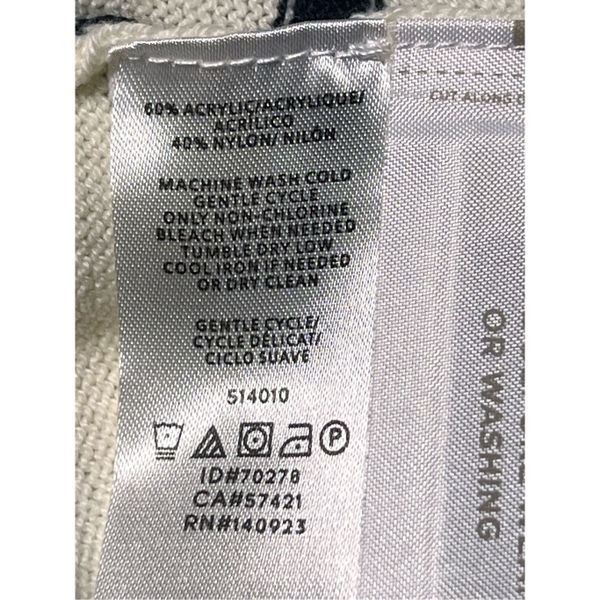 60% ACRYLIC/ACRYLIQUE/
ACRÍLICO
40% NYLON/ NILÓN
MACHINE WASH COLD
GENTLE CYCLE
ONLY NON-CHLORINE
BLEACH WHEN NEEDED
TUMBLE DRY LOW
COOL IRON IF NEEDED
OR DRY CLEAN
GENTLE CYCLE/
CYCLE DÉLICAT/
CICLO SUAVE
514010
P
ID#70278
CA#57421
RN#140923
CUT ALONG
OR WASHING